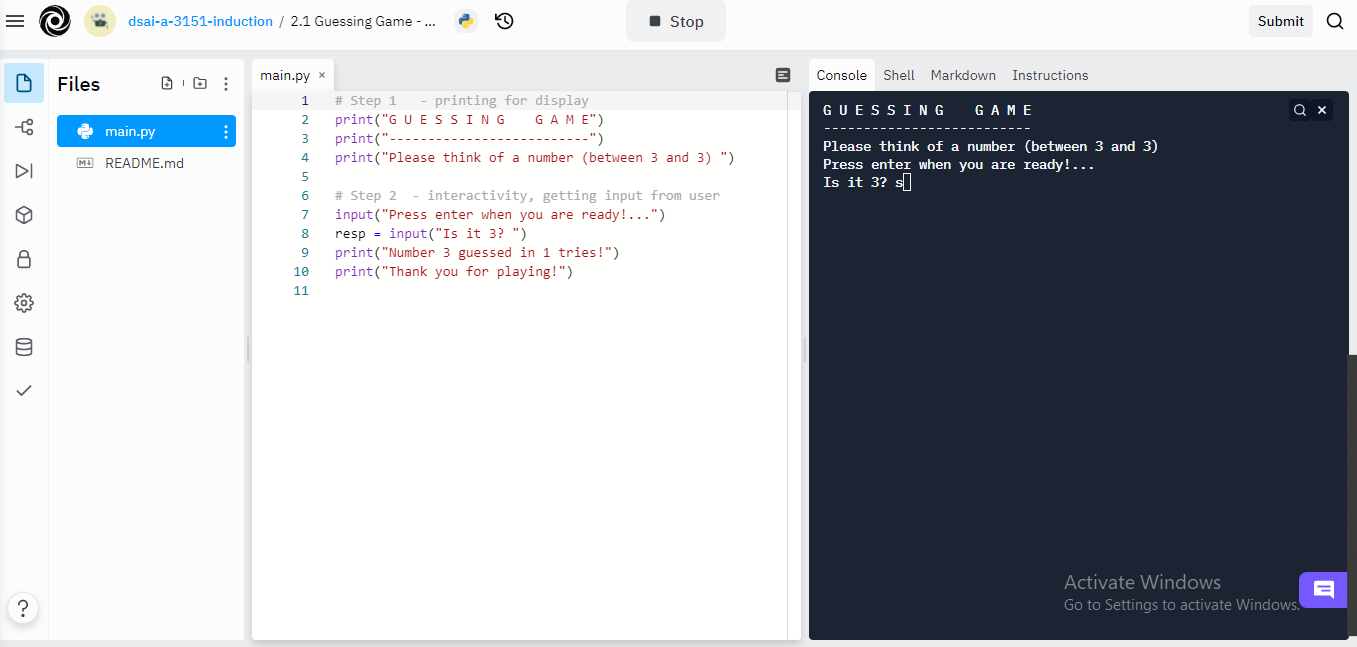 dsai-a-3151-induction / 2.1 Guessing Game - ...
Stop
Submit
Files
main.py
README.md
main.py ×
1 # Step 1   - printing for display
2 print("G U E S S I N G    G A M E")
3 print("--------------------------")
4 print("Please think of a number (between 3 and 3) ")
5
6 # Step 2  - interactivity, getting input from user
7 input("Press enter when you are ready!...")
8 resp = input("Is it 3? ")
9 print("Number 3 guessed in 1 tries!")
10 print("Thank you for playing!")
11
Console Shell Markdown Instructions
G U E S S I N G    G A M E
--------------------------
Please think of a number (between 3 and 3)
Press enter when you are ready!...
Is it 3? s
Activate Windows
Go to Settings to activate Windows.
?